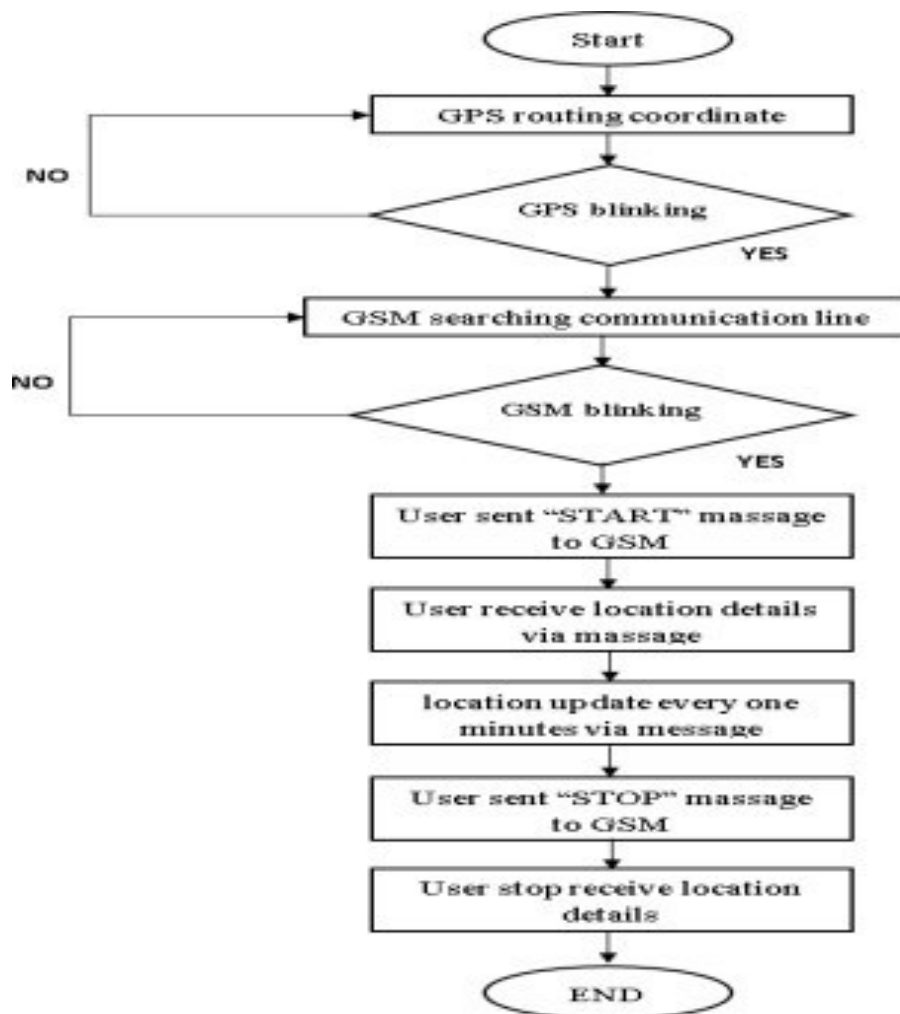 Start
GPS routing coordinate
NO
GPS blinking
YES
GSM searching communication line
NO
GSM blinking
YES
User sent “START” massage
to GSM
User receive location details
via massage
location update every one
minutes via message
User sent “STOP” massage
to GSM
User stop receive location
details
END